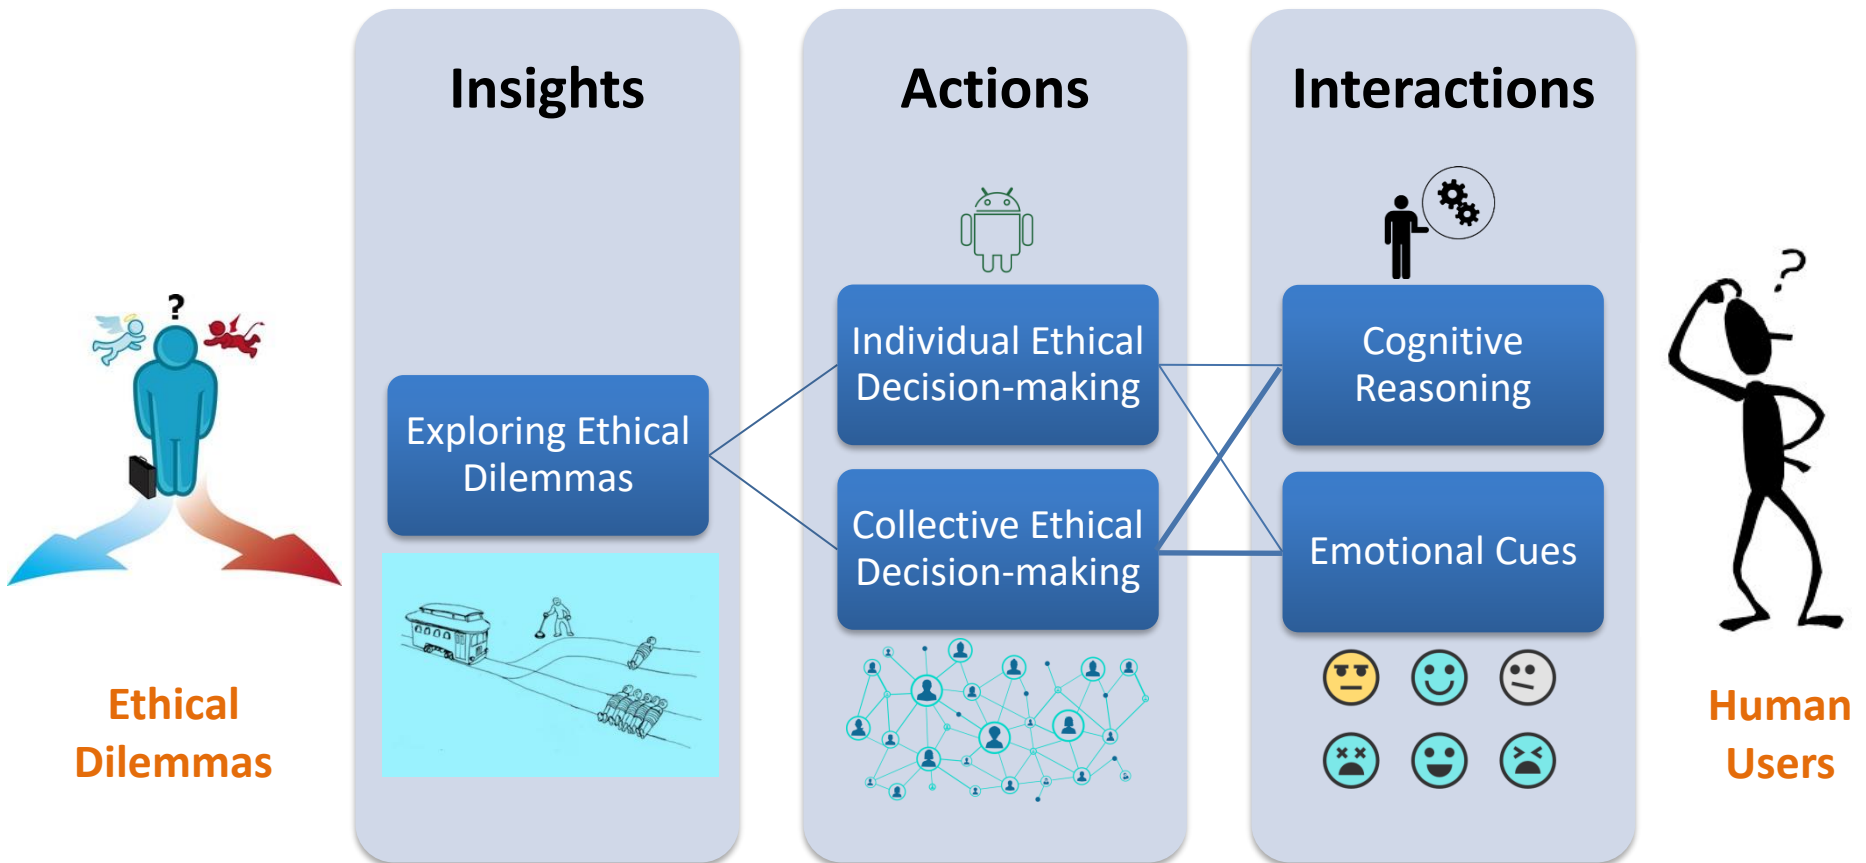 Insights
Actions
Interactions
?
?
Individual Ethical
Decision-making
Cognitive
Reasoning
Exploring Ethical
Dilemmas
Collective Ethical
Decision-making
Emotional Cues
Ethical
Dilemmas
Human
Users